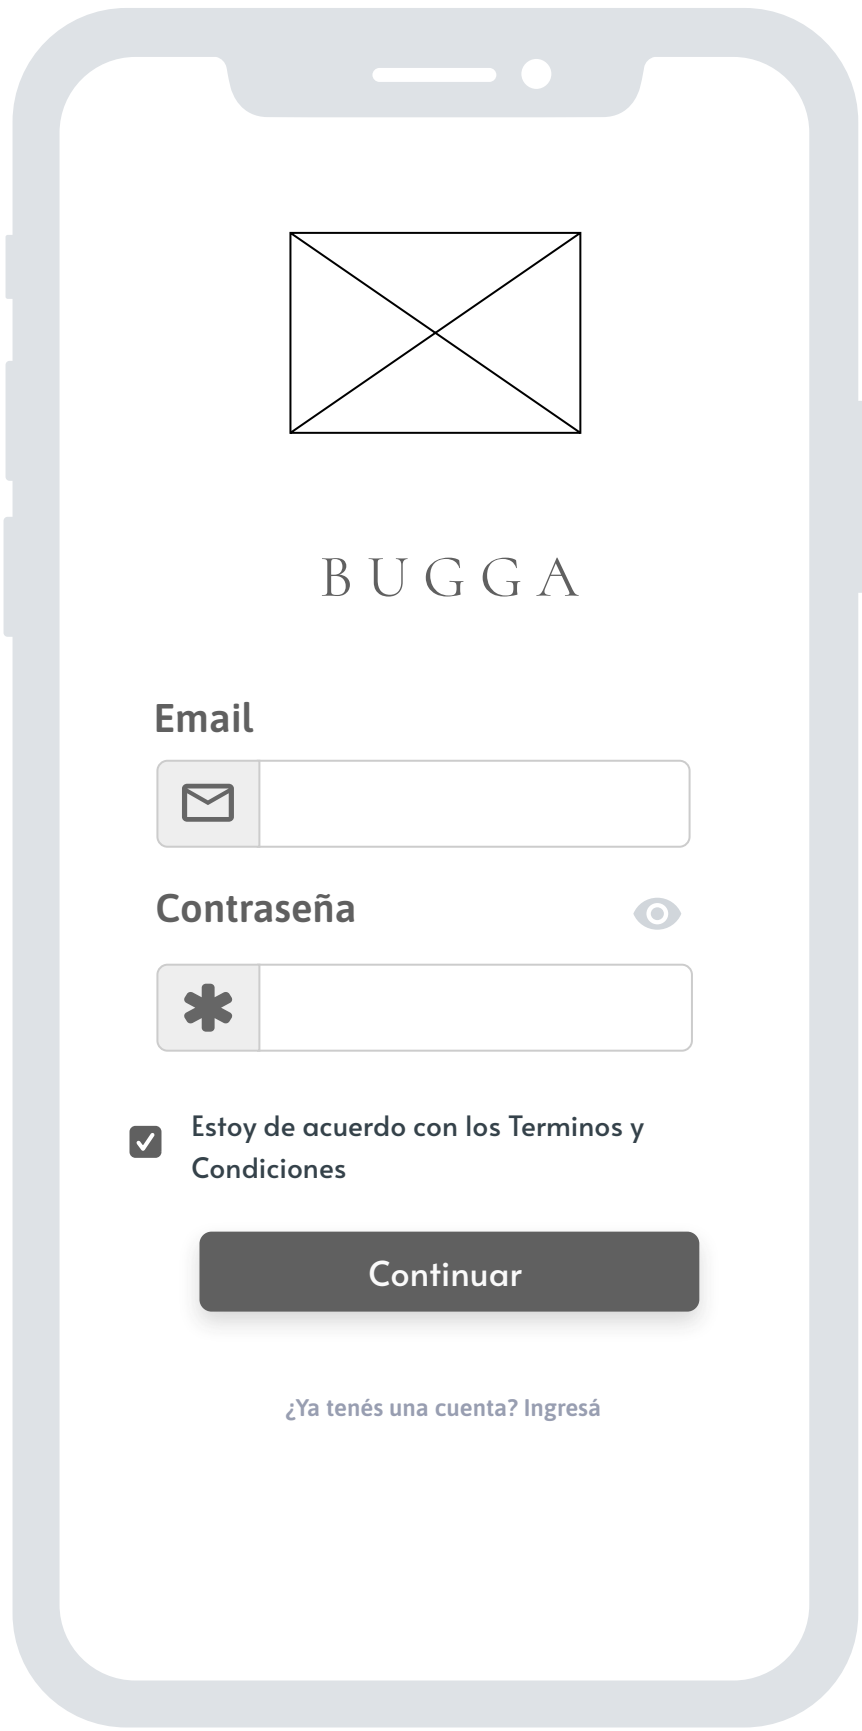 BUGGA
Email
Contraseña
Estoy de acuerdo con los Terminos y
Condiciones
Continuar
¿Ya tenés una cuenta? Ingresá